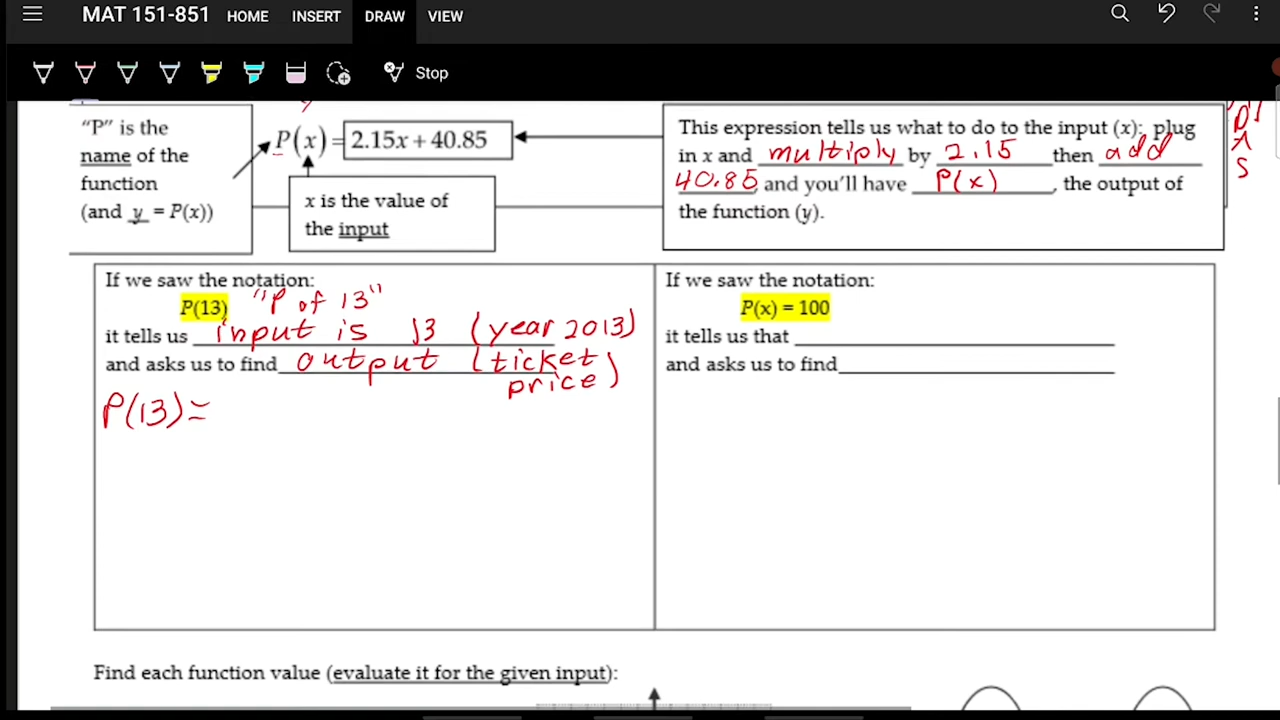 MAT 151-851 HOME INSERT DRAW VIEW
Stop
"P" is the
name of the
function
(and y = P(x))
P(x) = 2.15x + 40.85
x is the value of
the input
This expression tells us what to do to the input (x): plug
in x and multiply by 2.15 then add
40.85, and you'll have P(x), the output of
the function (y).
D
A
S
If we saw the notation:
P(13) "P of 13"
it tells us input is 13 (year 2013)
and asks us to find output (ticket
price)
P(13)=
If we saw the notation:
P(x) = 100
it tells us that
and asks us to find
Find each function value (evaluate it for the given input):